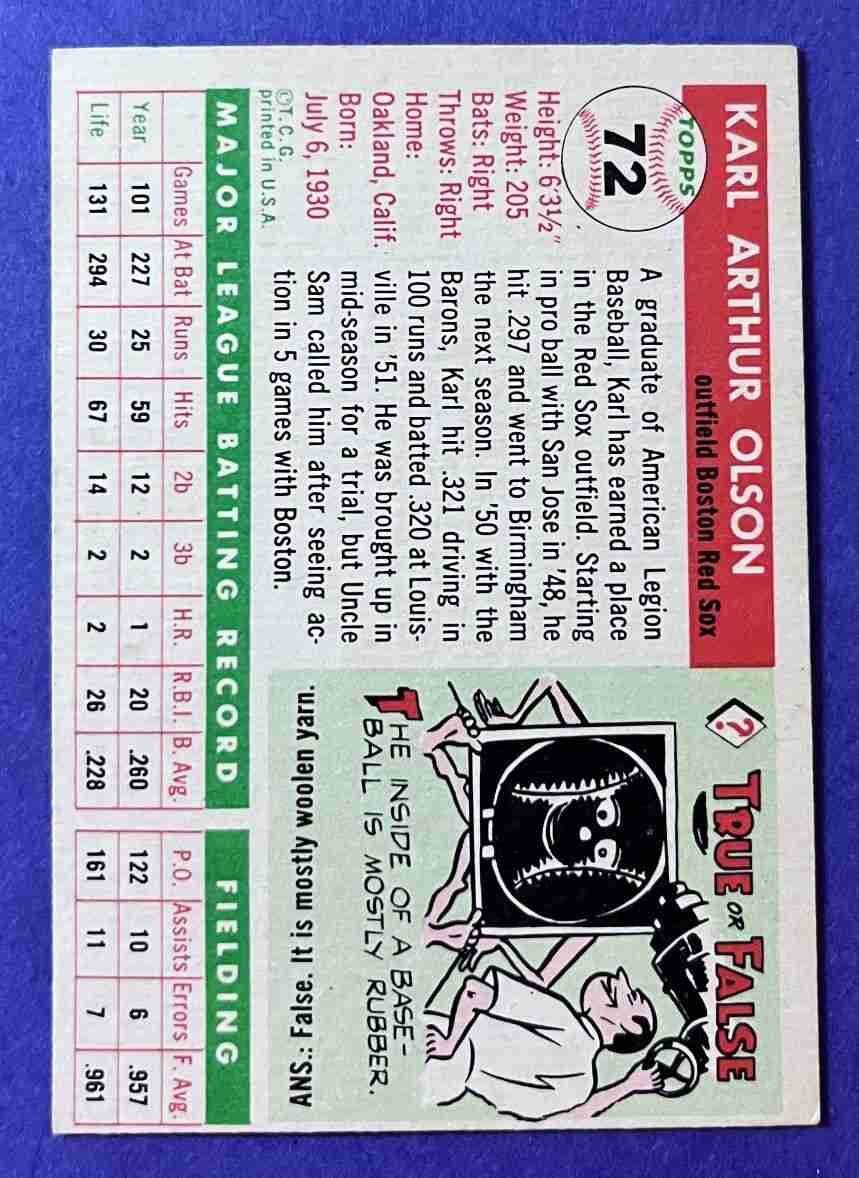 KARL ARTHUR OLSON
outfield Boston Red Sox
TOPPS
72
Height: 6'3½"
Weight: 205
Bats: Right
Throws: Right
Home:
Oakland, Calif.
Born:
July 6, 1930
©T. C. G.
printed in U.S.A.
A graduate of American Legion
Baseball, Karl has earned a place
in the Red Sox outfield. Starting
in pro ball with San Jose in '48, he
hit .297 and went to Birmingham
the next season. In '50 with the
Barons, Karl hit .321 driving in
100 runs and batted .320 at Louis-
ville in '51. He was brought up in
mid-season for a trial, but Uncle
Sam called him after seeing ac-
tion in 5 games with Boston.
?
TRUE OR FALSE
THE INSIDE OF A BASE-
BALL IS MOSTLY RUBBER.
ANS.: False. It is mostly woolen yarn.
MAJOR LEAGUE BATTING RECORD FIELDING
Games At Bat Runs Hits 2b 3b H.R. R.B.I. B. Avg. P.O. Assists Errors F. Avg.
Year 101 227 25 59 12 2 1 20 .260 122 10 6 .957
Life 131 294 30 67 14 2 2 26 .228 161 11 7 .961